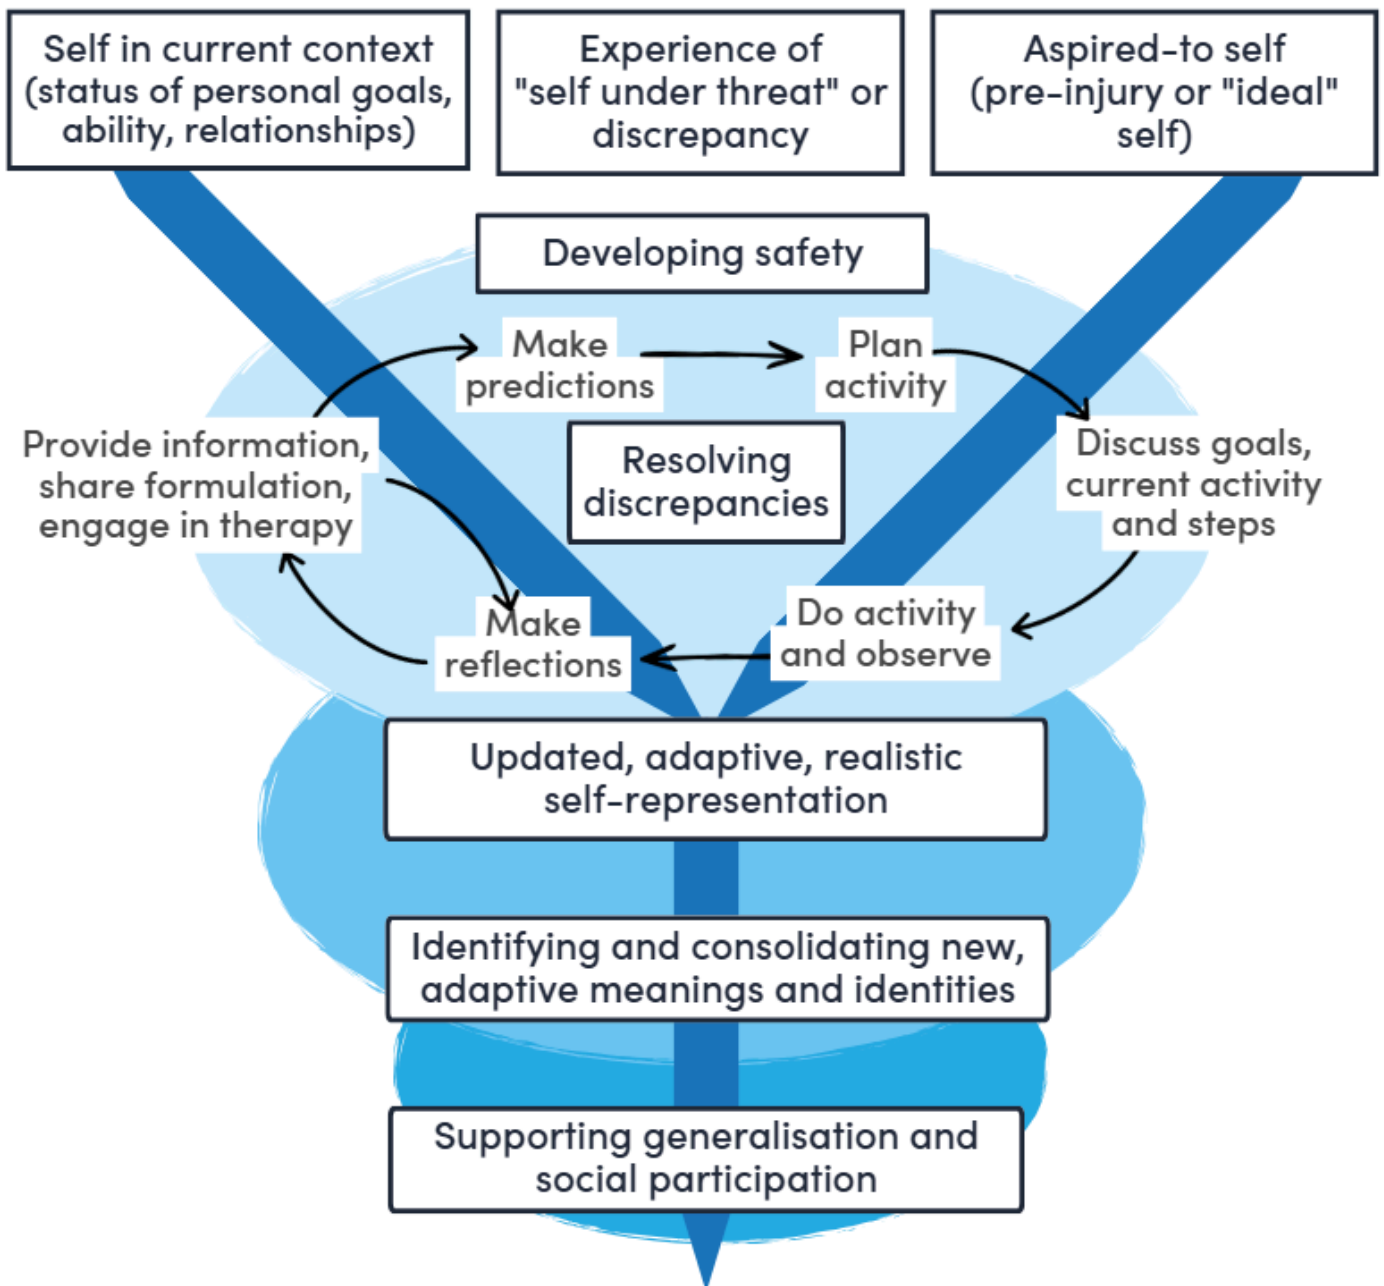 Self in current context
(status of personal goals,
ability, relationships)
Experience of
"self under threat" or
discrepancy
Aspired-to self
(pre-injury or "ideal"
self)
Developing safety
Make
predictions
Plan
activity
Provide information,
share formulation,
engage in therapy
Resolving
discrepancies
Discuss goals,
current activity
and steps
Make
reflections
Do activity
and observe
Updated, adaptive, realistic
self-representation
Identifying and consolidating new,
adaptive meanings and identities
Supporting generalisation and
social participation